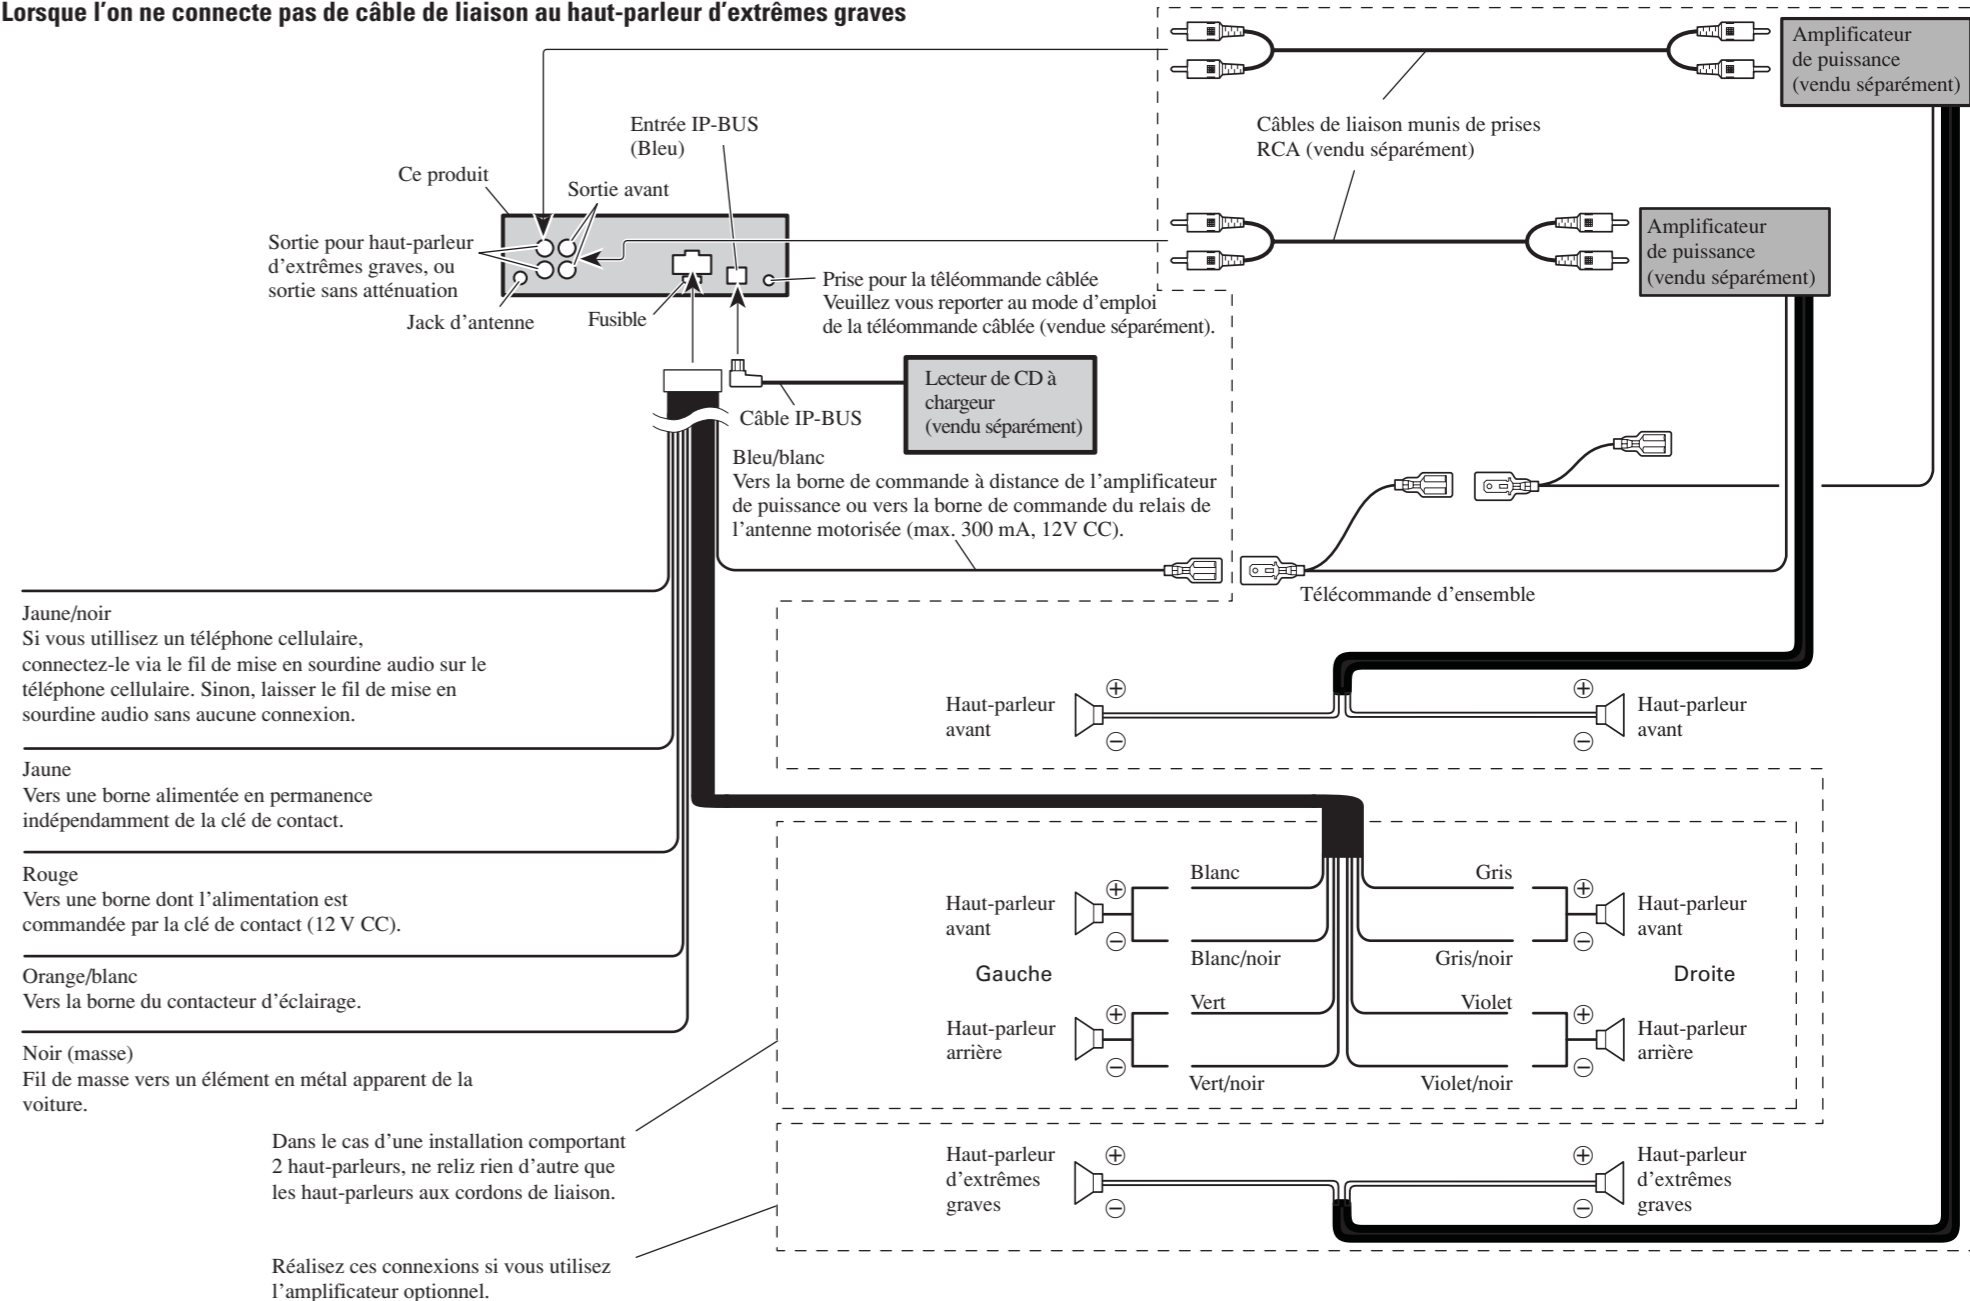 Lorsque l'on ne connecte pas de câble de liaison au haut-parleur d'extrêmes graves
Amplificateur
de puissance
(vendu séparément)
Entrée IP-BUS
(Bleu)
Câbles de liaison munis de prises
RCA (vendu séparément)
Ce produit
Sortie avant
Sortie pour haut-parleur
d'extrêmes graves, ou
sortie sans atténuation
Amplificateur
de puissance
(vendu séparément)
Prise pour la téléommande câblée
Veuillez vous reporter au mode d'emploi
de la téléommande câblée (vendue séparément).
Jack d'antenne
Fusible
Lecteur de CD à
chargeur
(vendu séparément)
Câble IP-BUS
Bleu/blanc
Vers la borne de commande à distance de l'amplificateur
de puissance ou vers la borne de commande du relais de
l'antenne motorisée (max. 300 mA, 12V CC).
Télécommande d'ensemble
Jaune/noir
Si vous utillisez un téléphone cellulaire,
connectez-le via le fil de mise en sourdine audio sur le
téléphone cellulaire. Sinon, laisser le fil de mise en
sourdine audio sans aucune connexion.
Jaune
Vers une borne alimentée en permanence
indépendamment de la clé de contact.
Rouge
Vers une borne dont l'alimentation est
commandée par la clé de contact (12 V CC).
Orange/blanc
Vers la borne du contacteur d'éclairage.
Noir (masse)
Fil de masse vers un élément en métal apparent de la
voiture.
Haut-parleur
avant
⊕
⊖
⊕
⊖
Haut-parleur
avant
Blanc
Gris
Haut-parleur
avant
⊕
⊖
⊕
⊖
Haut-parleur
avant
Blanc/noir
Gris/noir
Gauche
Droite
Vert
Violet
Haut-parleur
arrière
⊕
⊖
⊕
⊖
Haut-parleur
arrière
Vert/noir
Violet/noir
Dans le cas d'une installation comportant
2 haut-parleurs, ne reliz rien d'autre que
les haut-parleurs aux cordons de liaison.
Haut-parleur
d'extrêmes
graves
⊕
⊖
⊕
⊖
Haut-parleur
d'extrêmes
graves
Réalisez ces connexions si vous utilisez
l'amplificateur optionnel.